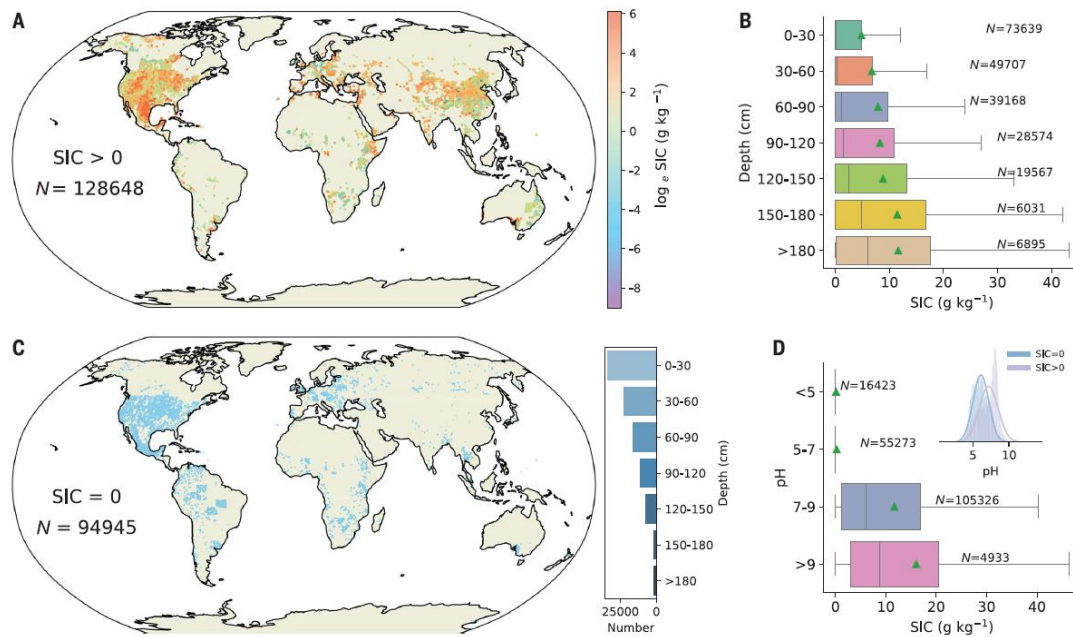 A
SIC > 0
N = 128648
6
4
2
0
-2
-4
-6
-8
log e SIC (g kg -1)
B
Depth (cm)
0-30
30-60
60-90
90-120
120-150
150-180
>180
N=73639
N=49707
N=39168
N=28574
N=19567
N=6031
N=6895
0 10 20 30 40
SIC (g kg−1)
C
SIC = 0
N = 94945
0-30
30-60
60-90
90-120
120-150
150-180
>180
Depth (cm)
25000 0
Number
D
pH
<5
5-7
7-9
>9
N=16423
N=55273
N=105326
N=4933
SIC=0
SIC>0
5 10
pH
0 10 20 30 40
SIC (g kg−1)